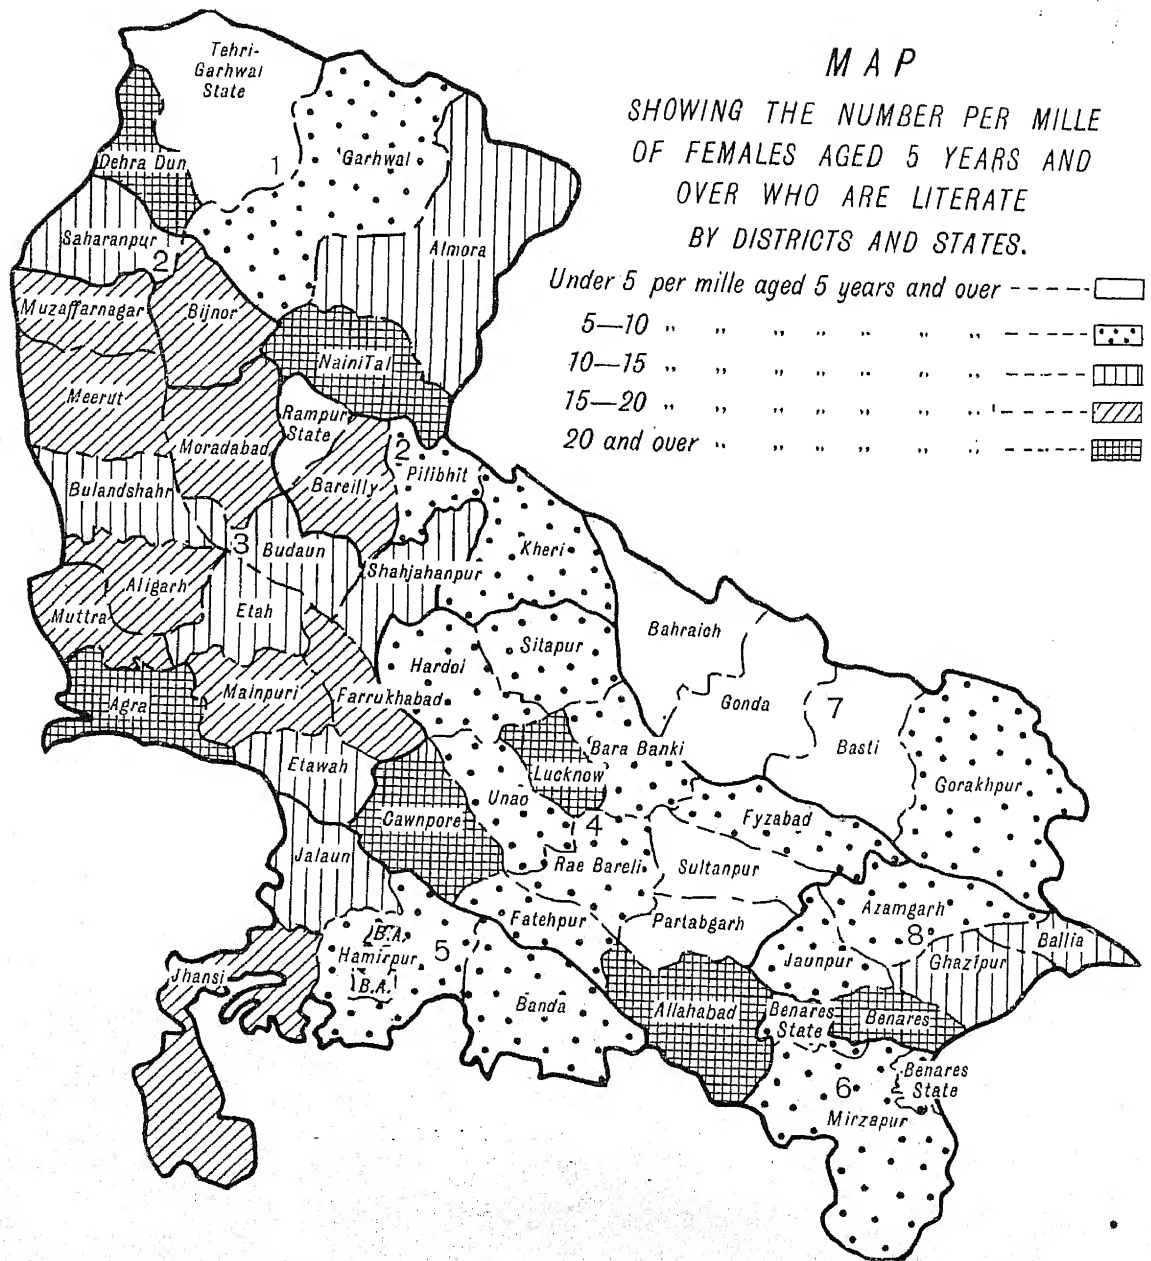 MAP
SHOWING THE NUMBER PER MILLE
OF FEMALES AGED 5 YEARS AND
OVER WHO ARE LITERATE
BY DISTRICTS AND STATES.
Under 5 per mille aged 5 years and over
5—10 „ „ „ „ „ „ „
10—15 „ „ „ „ „ „ „
15—20 „ „ „ „ „ „ „
20 and over „ „ „ „ „ „
Tehri-
Garhwal
State
1
Garhwal
Dehra Dun
Saharanpur
2
Almora
Muzaffarnagar
Bijnor
Naini Tal
Meerut
Rampur
State
Moradabad
2
Pilibhit
Bareilly
Bulandshahr
3
Budaun
Kheri
Shahjahanpur
Aligarh
Etah
Muttra
Bahraich
Sitapur
Hardoi
Mainpuri
Farrukhabad
Agra
Gonda
7
Basti
Bara Banki
Etawah
Lucknow
Gorakhpur
Unao
Cawnpore
Fyzabad
4
Jalaun
Rae Bareli
Sultanpur
Fatehpur
Partabgarh
Azamgarh
8
Ballia
B.A.
Hamirpur
5
Jaunpur
Ghazipur
Jhansi
B.A.
Banda
Allahabad
Benares
State
Benares
Benares
State
6
Mirzapur